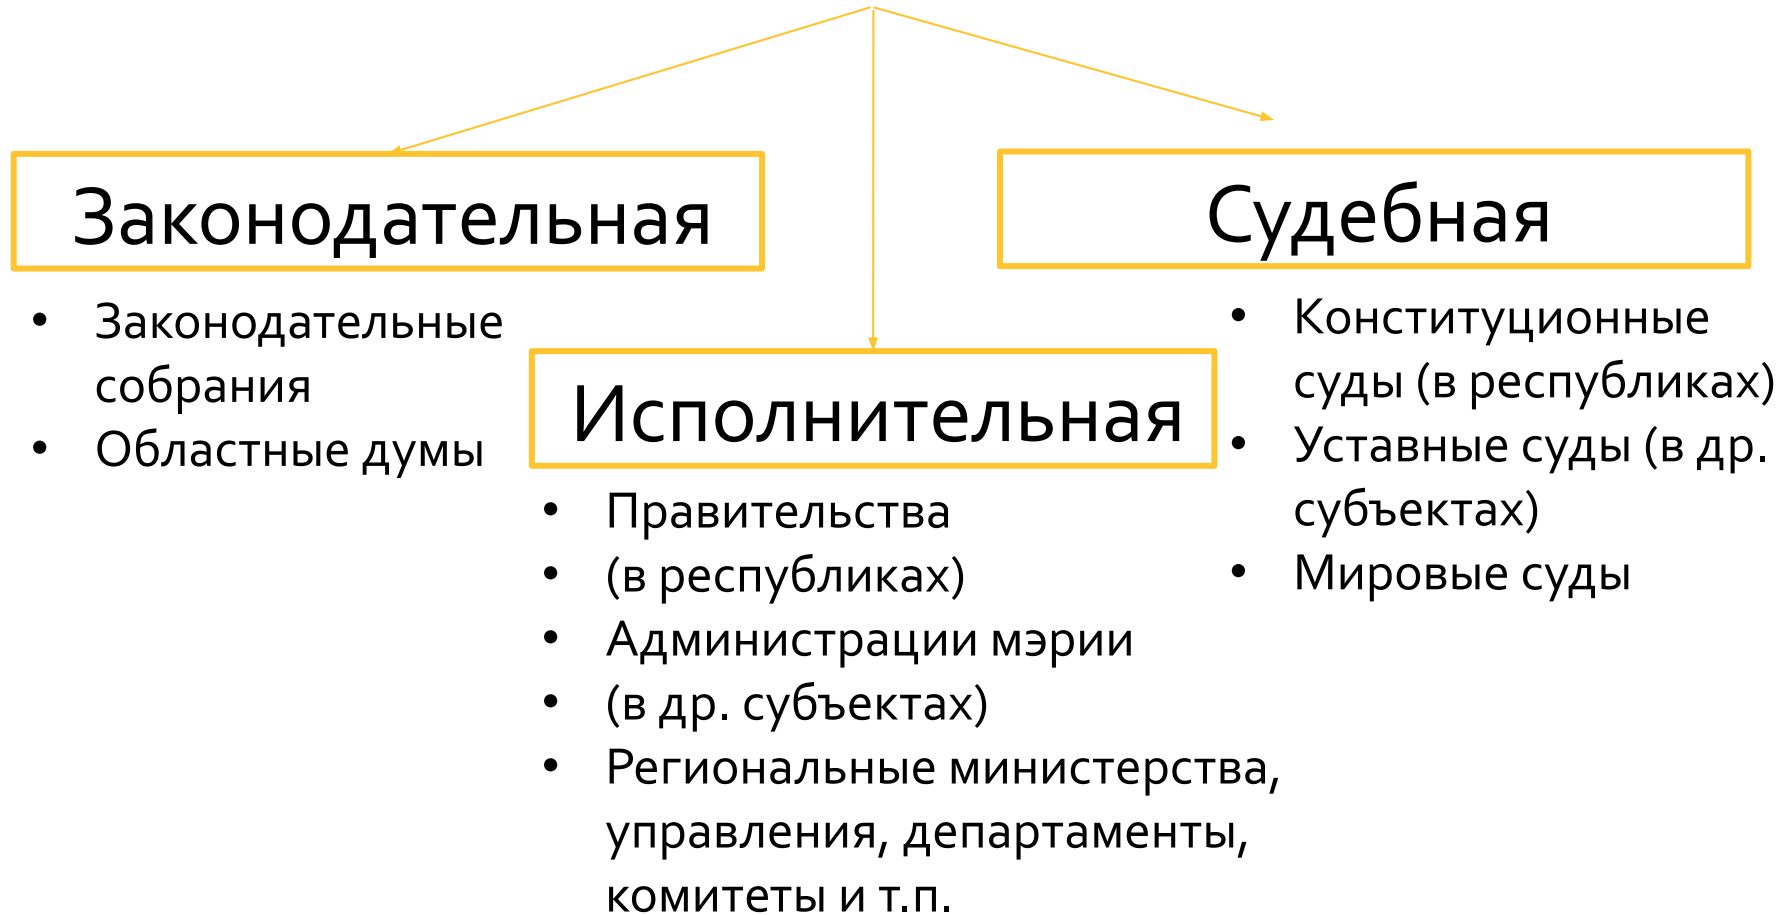 Законодательная
• Законодательные
собрания
• Областные думы
Исполнительная
• Правительства
• (в республиках)
• Администрации мэрии
• (в др. субъектах)
• Региональные министерства,
управления, департаменты,
комитеты и т.п.
Судебная
• Конституционные
суды (в республиках)
• Уставные суды (в др.
субъектах)
• Мировые суды